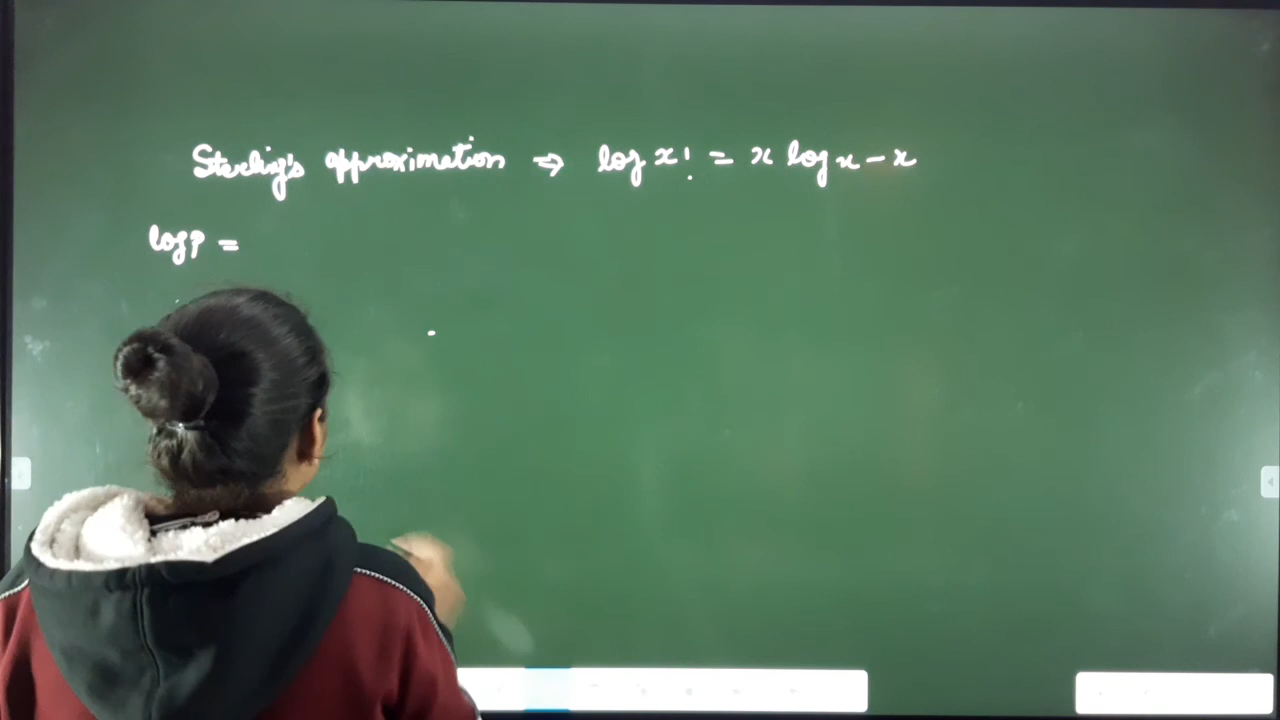 Sterling's approximation ⇒ log x! = x log x - x
log P =